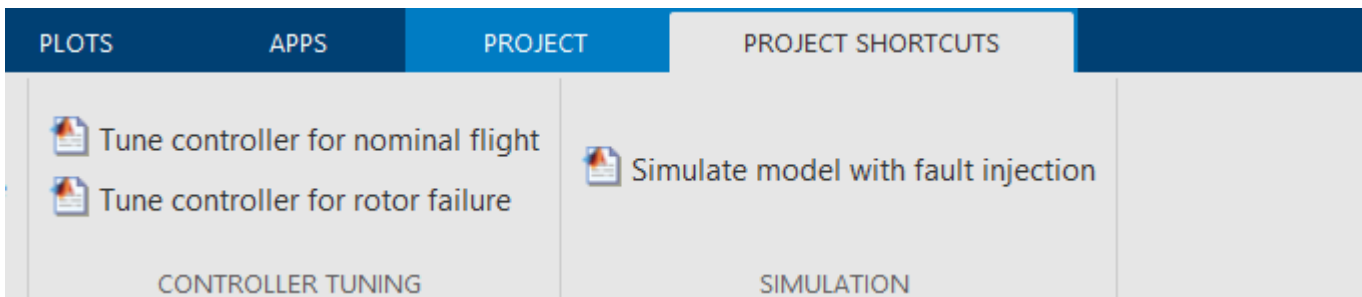 PLOTS APPS PROJECT PROJECT SHORTCUTS
Tune controller for nominal flight
Tune controller for rotor failure
CONTROLLER TUNING
Simulate model with fault injection
SIMULATION